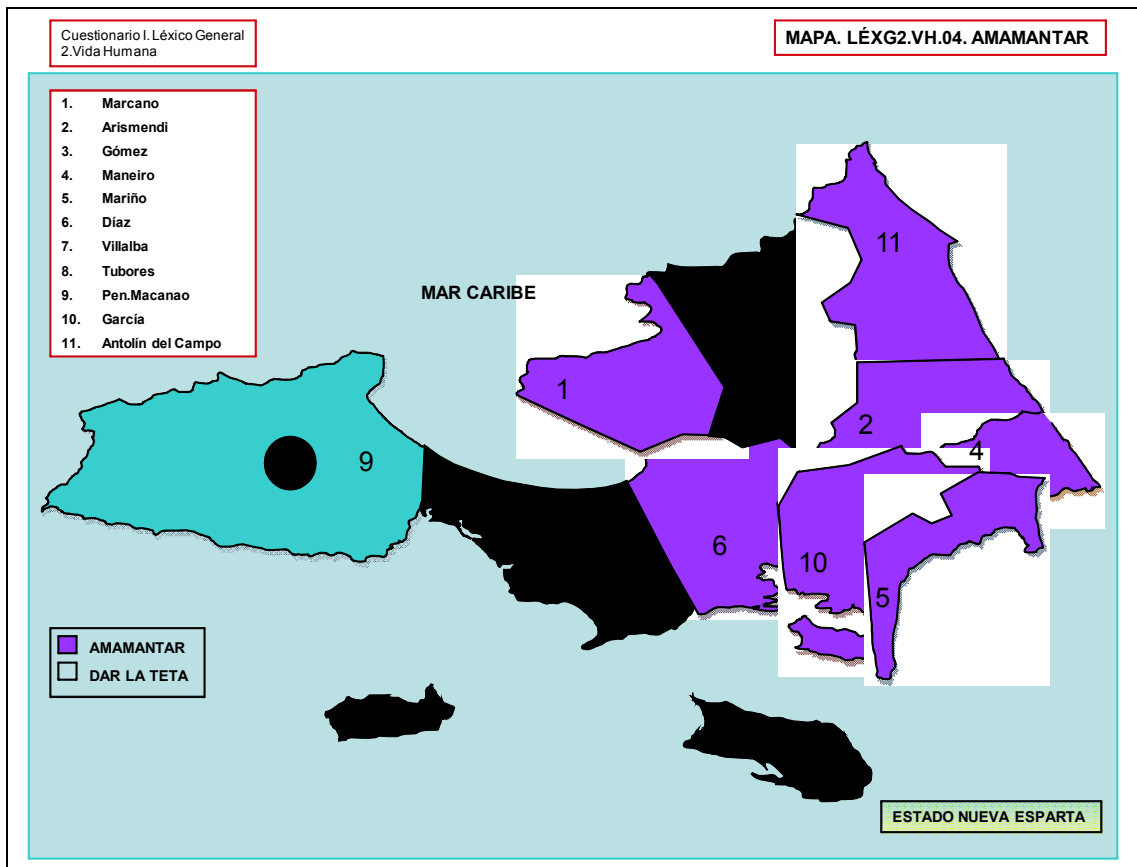 Cuestionario I. Léxico General
2.Vida Humana
MAPA. LÉXG2.VH.04. AMAMANTAR
1. Marcano
2. Arismendi
3. Gómez
4. Maneiro
5. Mariño
6. Díaz
7. Villalba
8. Tubores
9. Pen.Macanao
10. García
11. Antolín del Campo
MAR CARIBE
11
1
2
4
9
6
10
5
AMAMANTAR
DAR LA TETA
ESTADO NUEVA ESPARTA